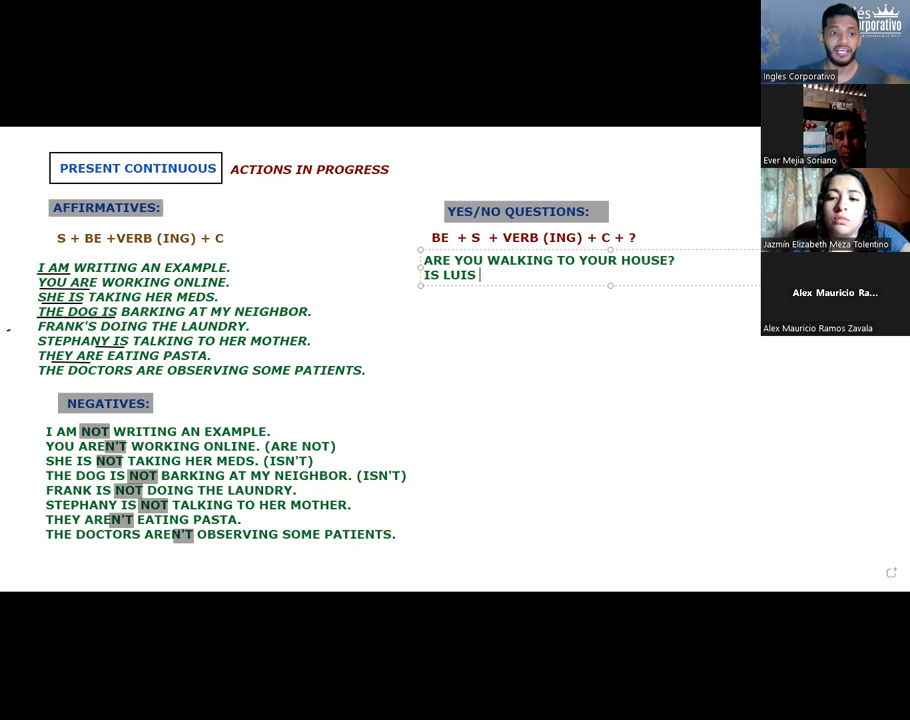 PRESENT CONTINUOUS
ACTIONS IN PROGRESS
AFFIRMATIVES:
S + BE +VERB (ING) + C
I AM WRITING AN EXAMPLE.
YOU ARE WORKING ONLINE.
SHE IS TAKING HER MEDS.
THE DOG IS BARKING AT MY NEIGHBOR.
FRANK'S DOING THE LAUNDRY.
STEPHANY IS TALKING TO HER MOTHER.
THEY ARE EATING PASTA.
THE DOCTORS ARE OBSERVING SOME PATIENTS.
NEGATIVES:
I AM NOT WRITING AN EXAMPLE.
YOU AREN'T WORKING ONLINE. (ARE NOT)
SHE IS NOT TAKING HER MEDS. (ISN'T)
THE DOG IS NOT BARKING AT MY NEIGHBOR. (ISN'T)
FRANK IS NOT DOING THE LAUNDRY.
STEPHANY IS NOT TALKING TO HER MOTHER.
THEY AREN'T EATING PASTA.
THE DOCTORS AREN'T OBSERVING SOME PATIENTS.
YES/NO QUESTIONS:
BE + S + VERB (ING) + C + ?
ARE YOU WALKING TO YOUR HOUSE?
IS LUIS
Ingles Corporativo
Ever Mejia Soriano
Jazmín Elizabeth Meza Tolentino
Alex Mauricio Ra...
Alex Mauricio Ramos Zavala